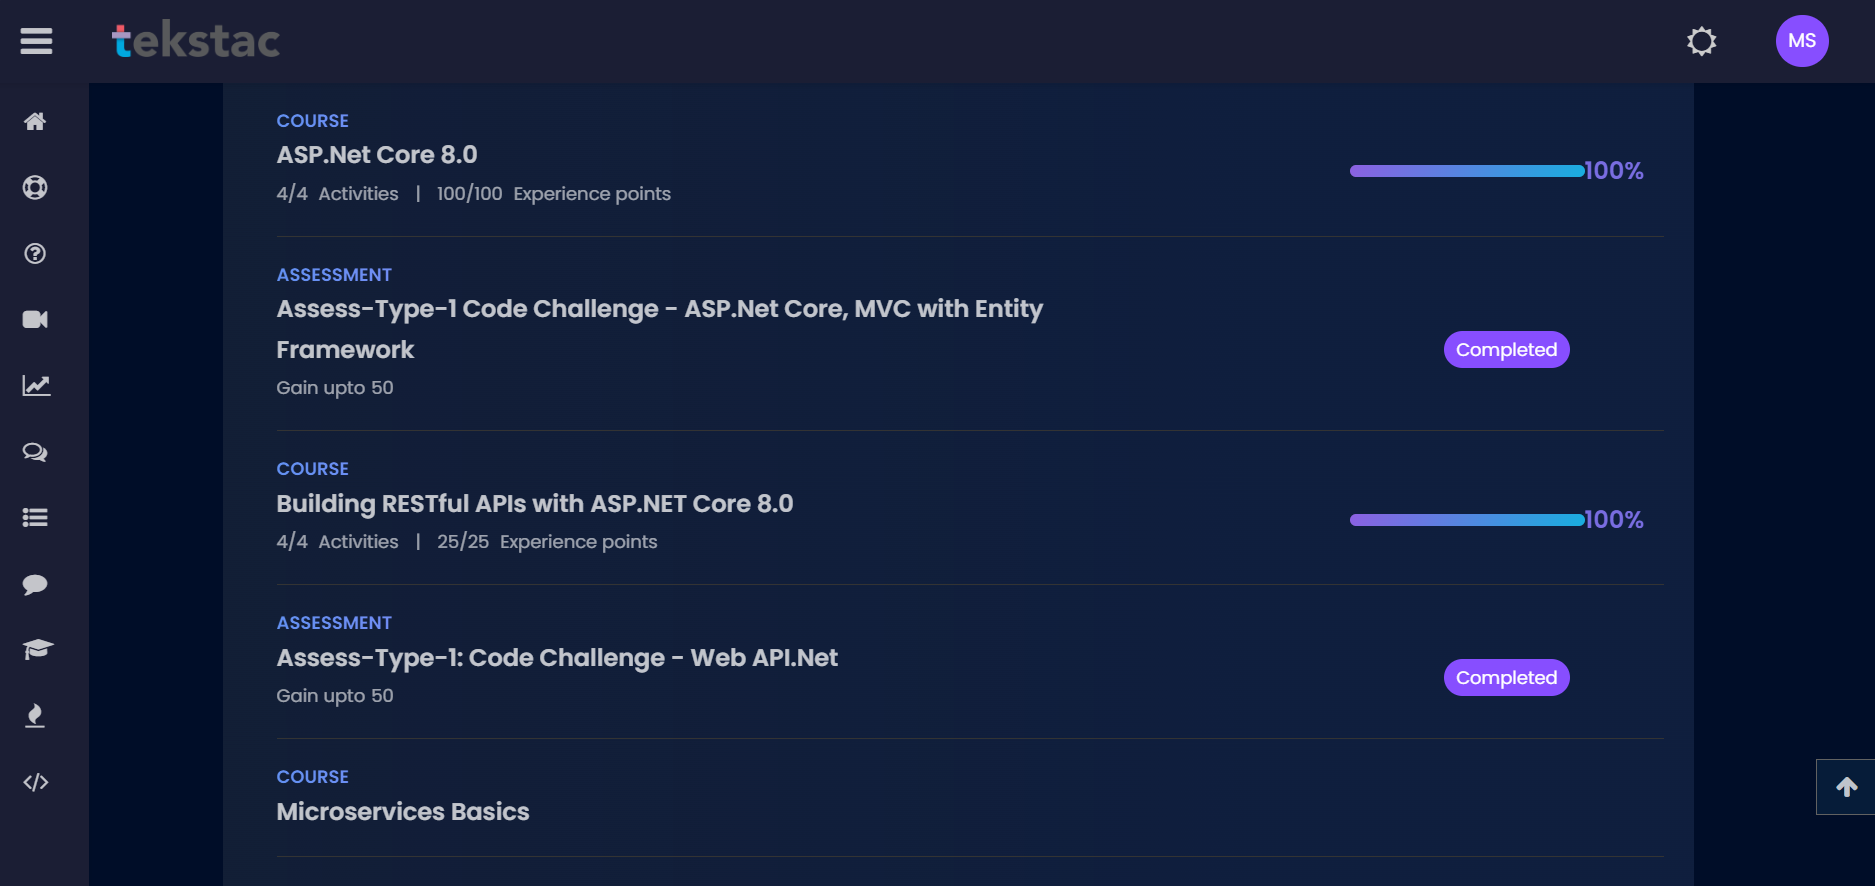 tekstac
MS
COURSE
ASP.Net Core 8.0
4/4 Activities | 100/100 Experience points
100%
ASSESSMENT
Assess-Type-1 Code Challenge - ASP.Net Core, MVC with Entity
Framework
Gain upto 50
Completed
COURSE
Building RESTful APIs with ASP.NET Core 8.0
4/4 Activities | 25/25 Experience points
100%
ASSESSMENT
Assess-Type-1: Code Challenge - Web API.Net
Gain upto 50
Completed
COURSE
Microservices Basics